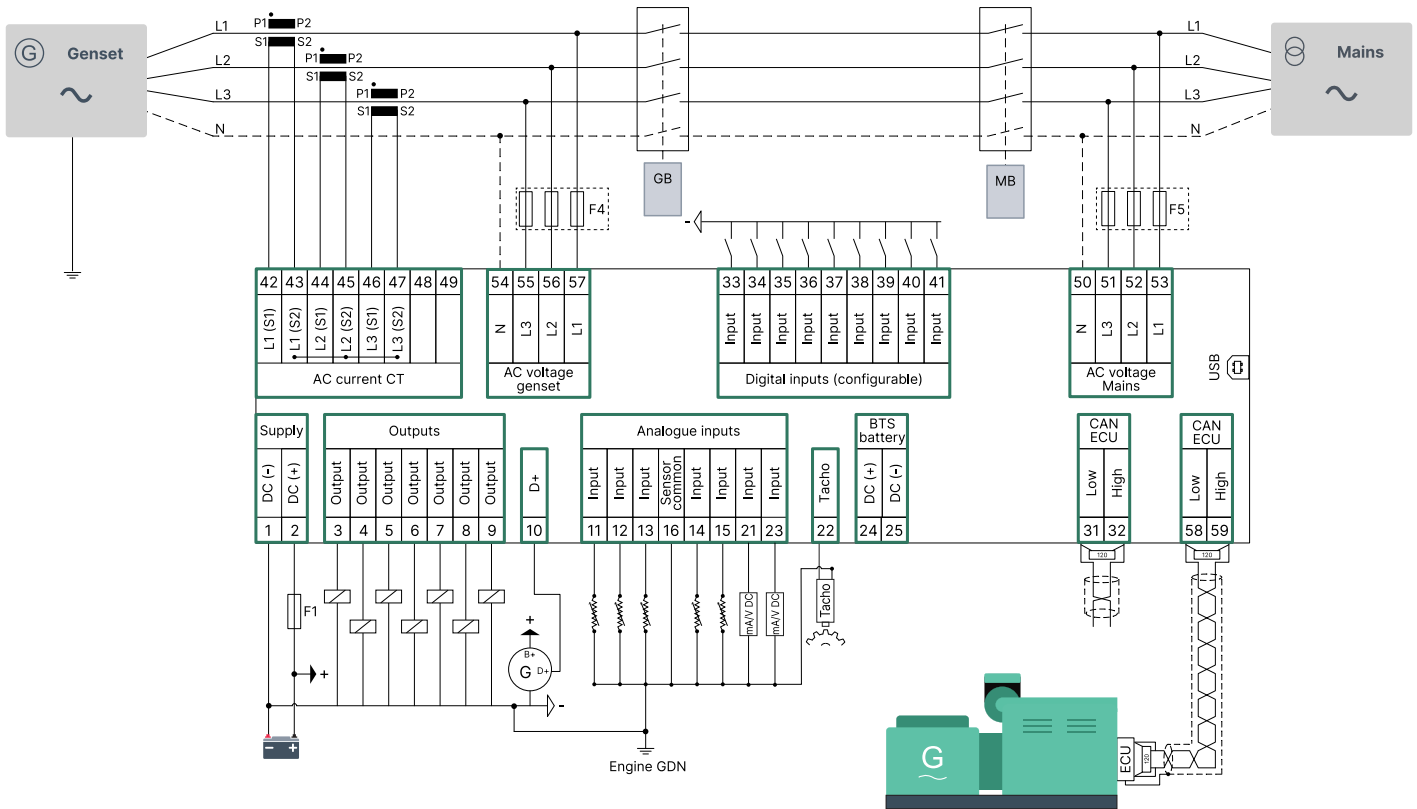 L1
P1 P2
S1 S2
L2
P1 P2
S1 S2
L3
P1 P2
S1 S2
N
G Genset
L1
L2
L3
N
Mains
GB
MB
F4
F5
-
42 43 44 45 46 47 48 49
L1 (S1) L1 (S2) L2 (S1) L2 (S2) L3 (S1) L3 (S2)
AC current CT
54 55 56 57
N L3 L2 L1
AC voltage
genset
33 34 35 36 37 38 39 40 41
Input Input Input Input Input Input Input Input Input
Digital inputs (configurable)
50 51 52 53
N L3 L2 L1
AC voltage
Mains
USB
Supply
DC (-) DC (+)
1 2
Outputs
Output Output Output Output Output Output Output
3 4 5 6 7 8 9
D+
10
Analogue inputs
Input Input Input Sensor common Input Input Input Input
11 12 13 16 14 15 21 23
Tacho
22
BTS
battery
DC (+) DC (-)
24 25
CAN
ECU
Low High
31 32
CAN
ECU
Low High
58 59
120
120
F1
+
- +
+
B+
G D+
-
mA/V DC mA/V DC
Tacho
Engine GDN
G
ECU
120